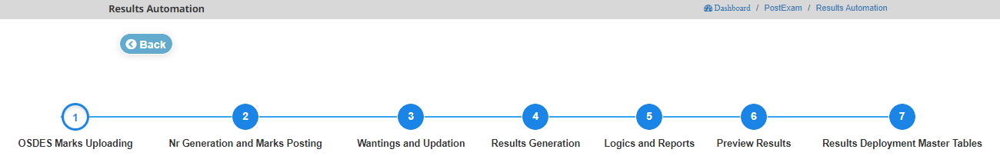 Results Automation
Dashboard / PostExam / Results Automation
Back
1 2 3 4 5 6 7
OSDES Marks Uploading Nr Generation and Marks Posting Wantings and Updation Results Generation Logics and Reports Preview Results Results Deployment Master Tables